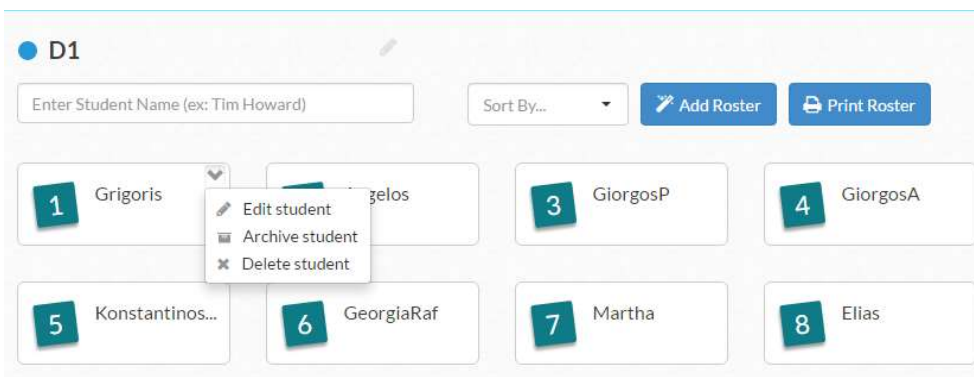 D1
Enter Student Name (ex: Tim Howard)
Sort By...
Add Roster
Print Roster
1 Grigoris
gelos
3 GiorgosP
4 GiorgosA
Edit student
Archive student
Delete student
5 Konstantinos...
6 GeorgiaRaf
7 Martha
8 Elias